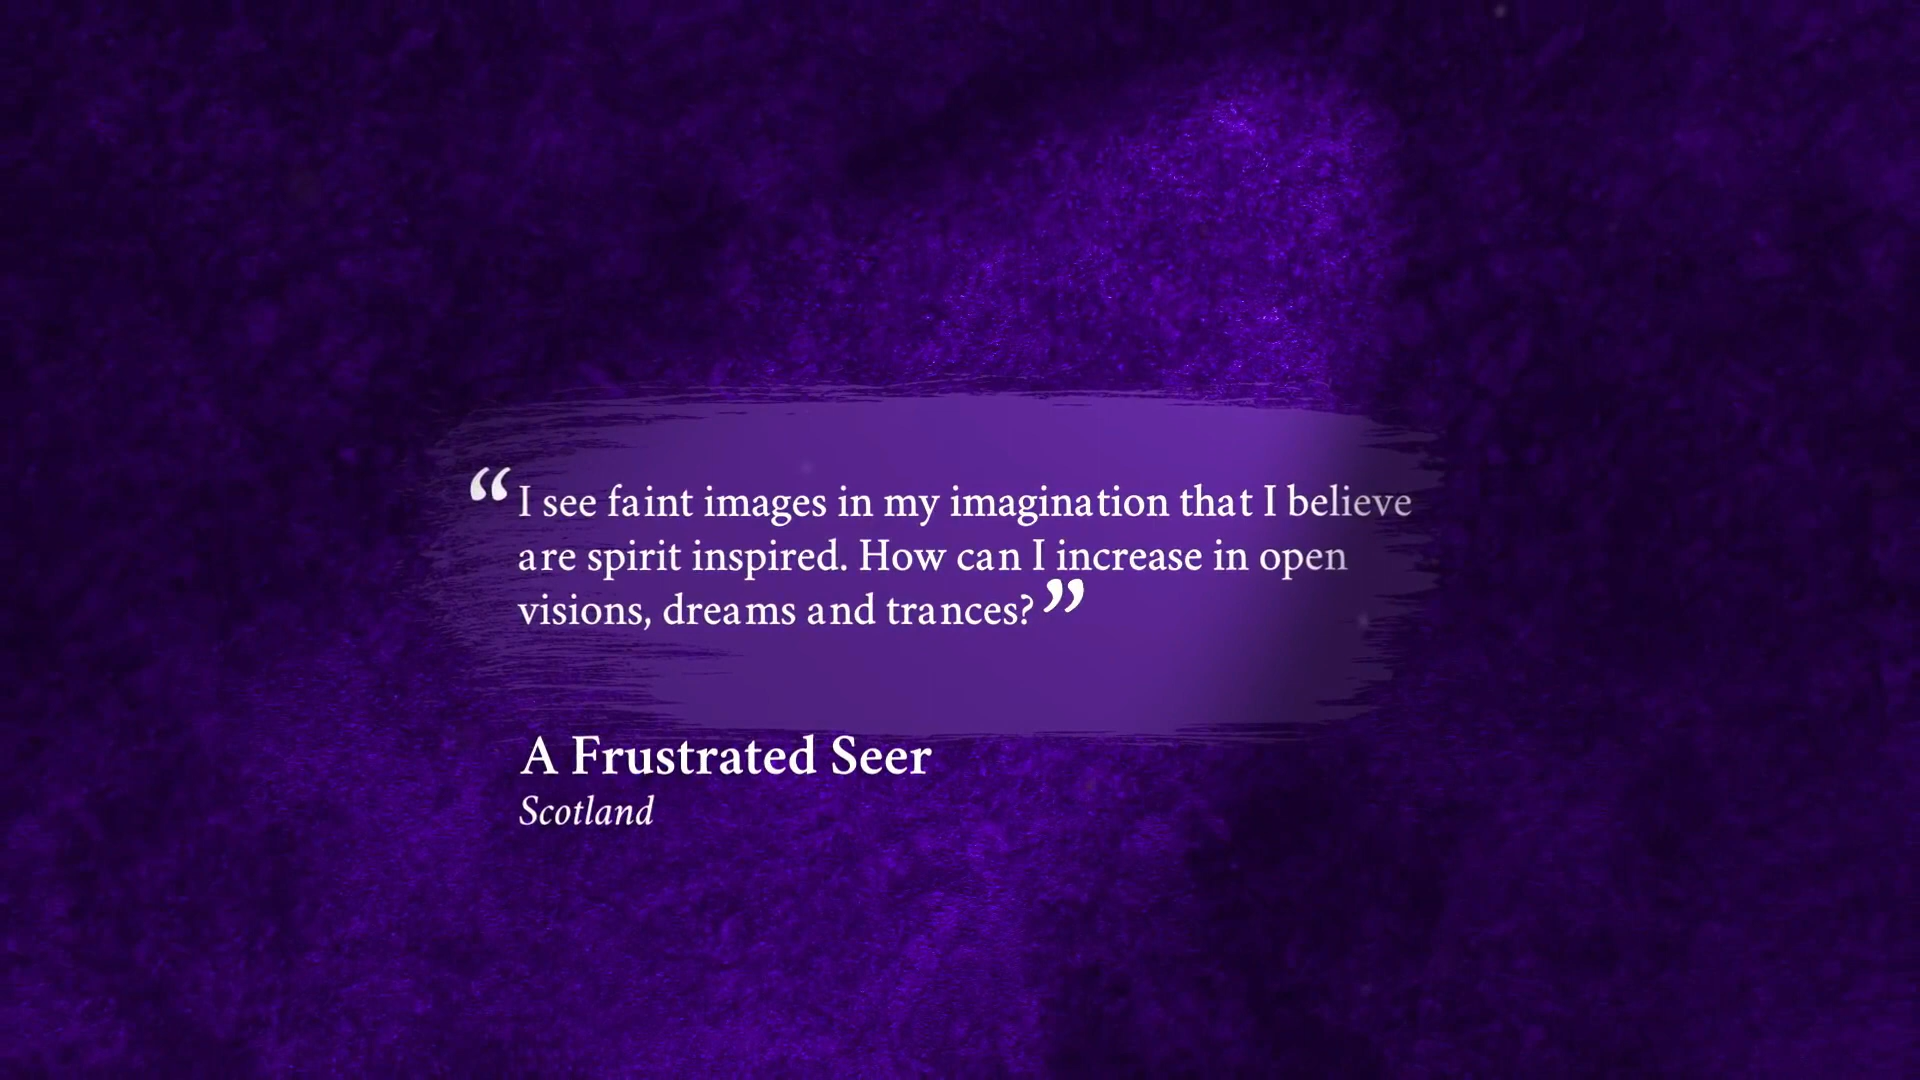 “I see faint images in my imagination that I believe
are spirit inspired. How can I increase in open
visions, dreams and trances?”
A Frustrated Seer
Scotland